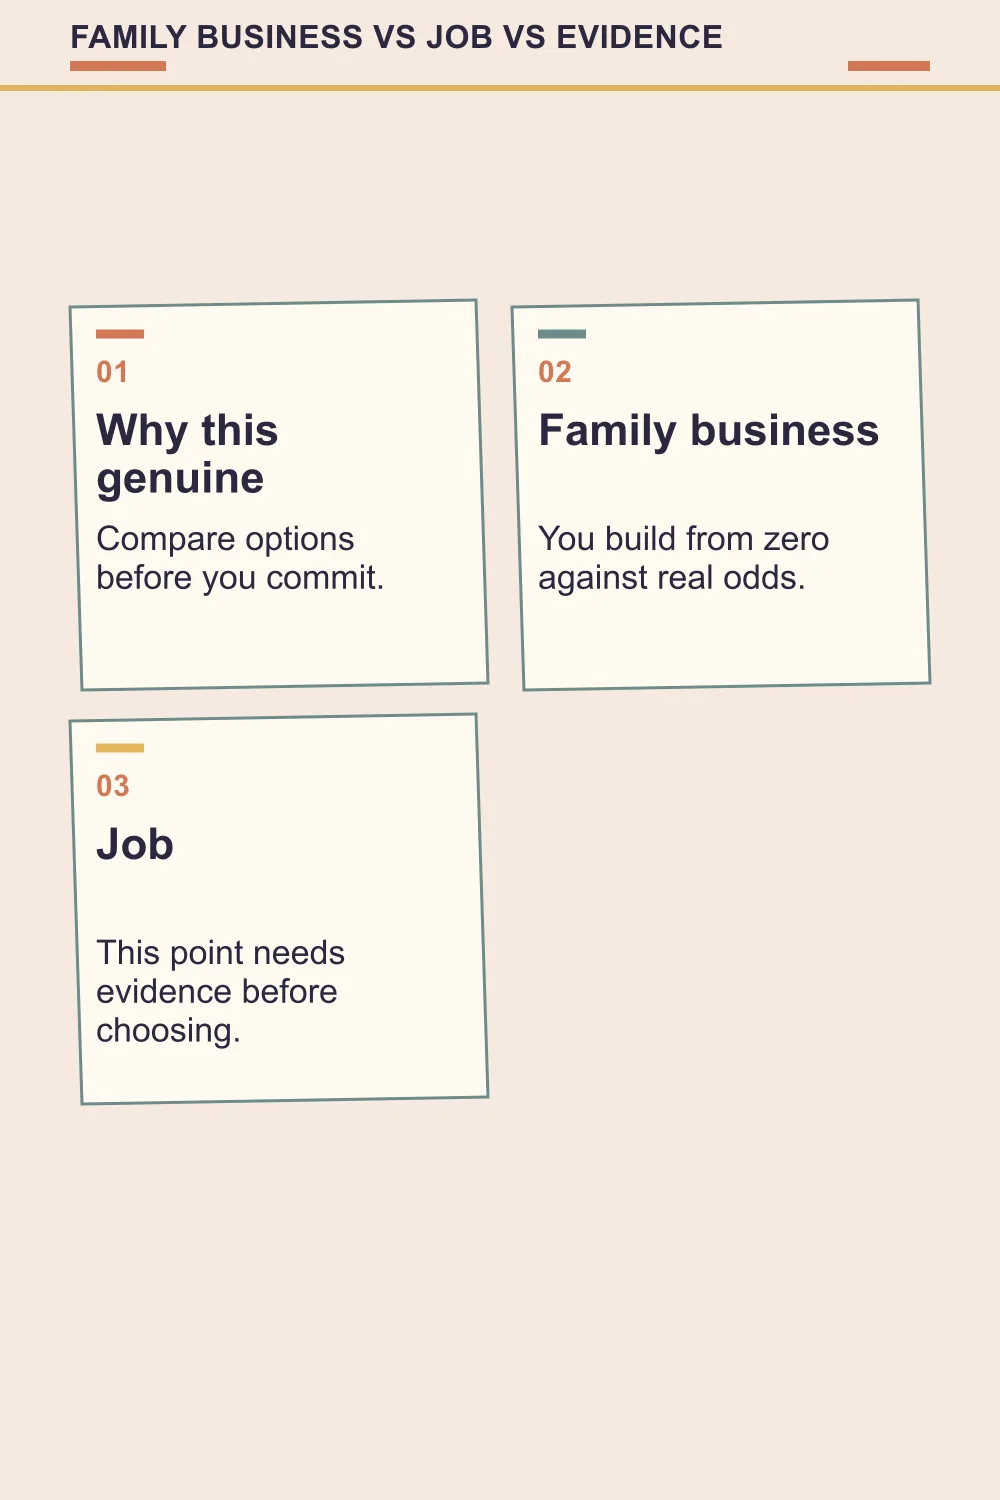 FAMILY BUSINESS VS JOB VS EVIDENCE
01
Why this
genuine
Compare options
before you commit.
02
Family business
You build from zero
against real odds.
03
Job
This point needs
evidence before
choosing.